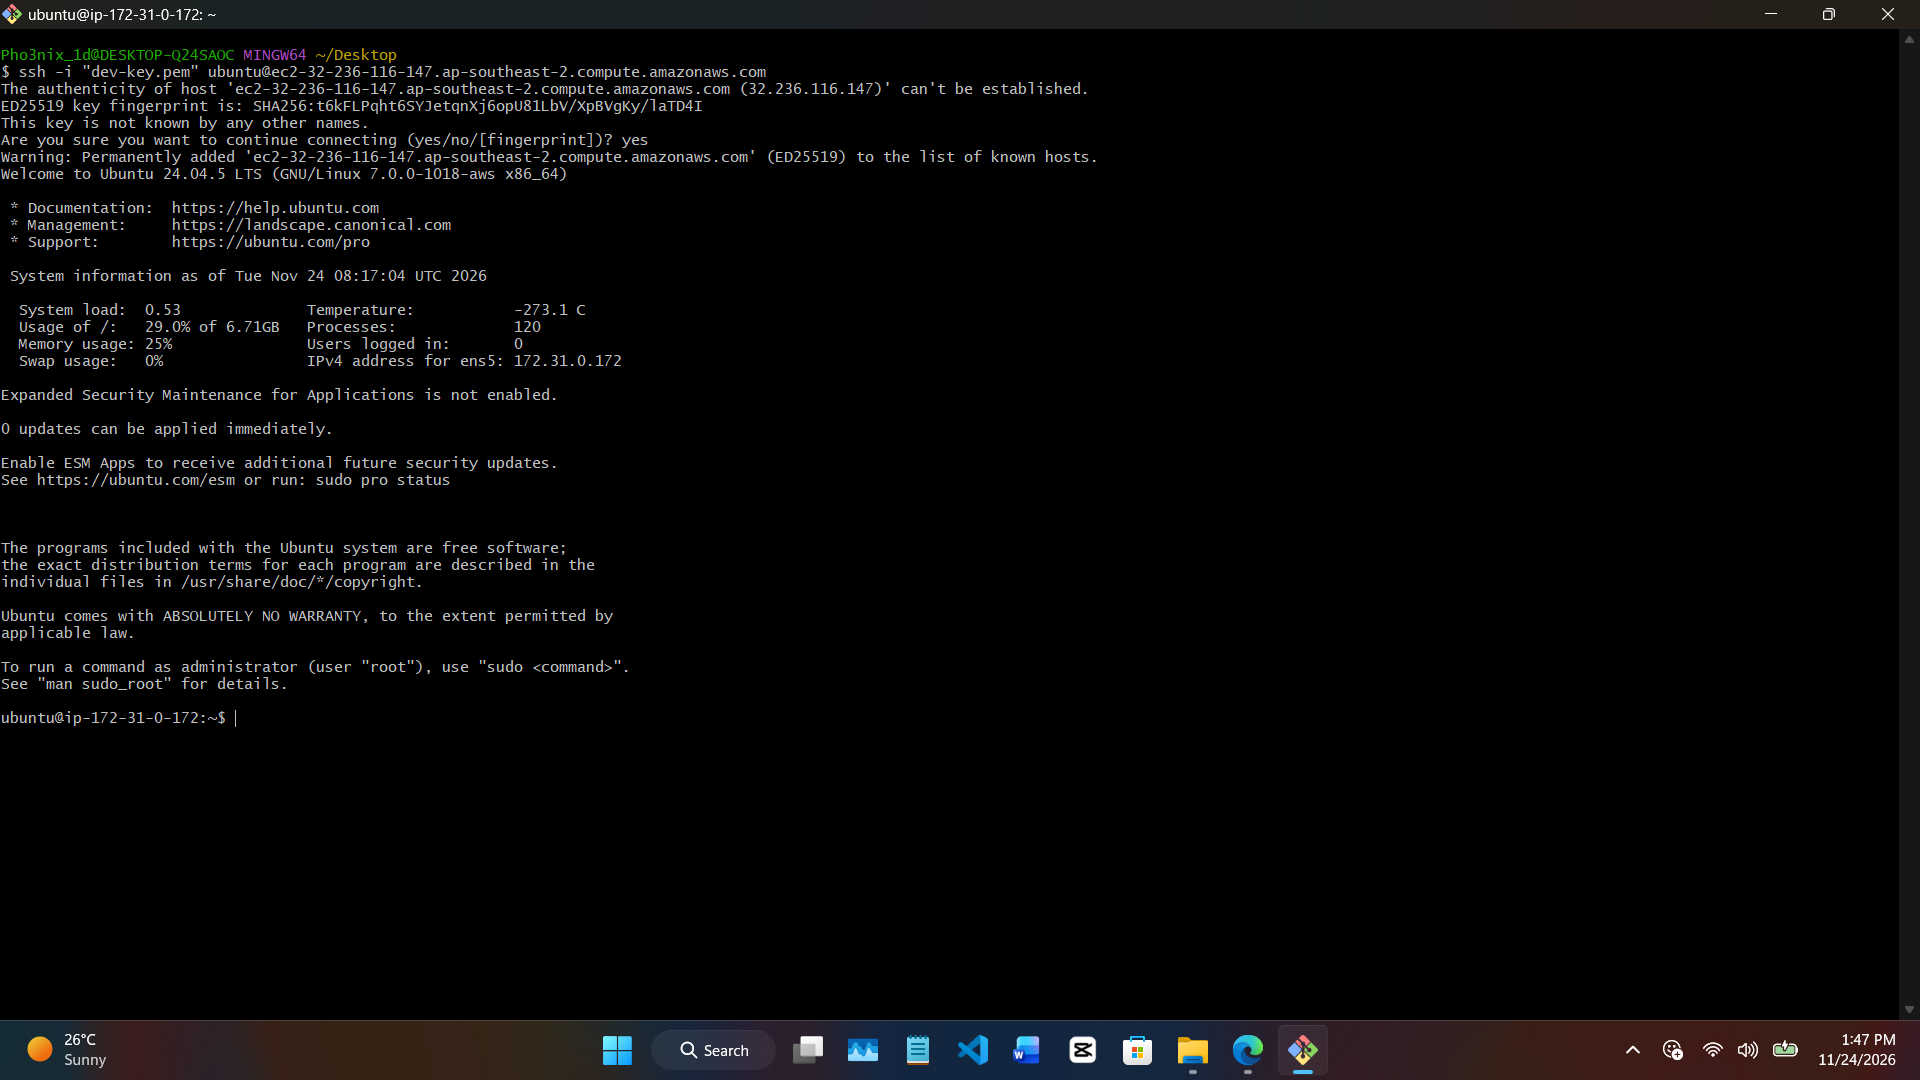 ubuntu@ip-172-31-0-172: ~
Pho3nix_1d@DESKTOP-Q24SAOC MINGW64 ~/Desktop
$ ssh -i "dev-key.pem" ubuntu@ec2-32-236-116-147.ap-southeast-2.compute.amazonaws.com
The authenticity of host 'ec2-32-236-116-147.ap-southeast-2.compute.amazonaws.com (32.236.116.147)' can't be established.
ED25519 key fingerprint is: SHA256:t6kFLPqht6SYJetqnXj6opU81LbV/XpBVgKy/laTD4I
This key is not known by any other names.
Are you sure you want to continue connecting (yes/no/[fingerprint])? yes
Warning: Permanently added 'ec2-32-236-116-147.ap-southeast-2.compute.amazonaws.com' (ED25519) to the list of known hosts.
Welcome to Ubuntu 24.04.5 LTS (GNU/Linux 7.0.0-1018-aws x86_64)
* Documentation:  https://help.ubuntu.com
* Management:     https://landscape.canonical.com
* Support:        https://ubuntu.com/pro
System information as of Tue Nov 24 08:17:04 UTC 2026
System load:  0.53              Temperature:           -273.1 C
Usage of /:   29.0% of 6.71GB   Processes:             120
Memory usage: 25%               Users logged in:       0
Swap usage:   0%                IPv4 address for ens5: 172.31.0.172
Expanded Security Maintenance for Applications is not enabled.
0 updates can be applied immediately.
Enable ESM Apps to receive additional future security updates.
See https://ubuntu.com/esm or run: sudo pro status
The programs included with the Ubuntu system are free software;
the exact distribution terms for each program are described in the
individual files in /usr/share/doc/*/copyright.
Ubuntu comes with ABSOLUTELY NO WARRANTY, to the extent permitted by
applicable law.
To run a command as administrator (user "root"), use "sudo <command>".
See "man sudo_root" for details.
ubuntu@ip-172-31-0-172:~$
26°C
Sunny
Search
1:47 PM
11/24/2026